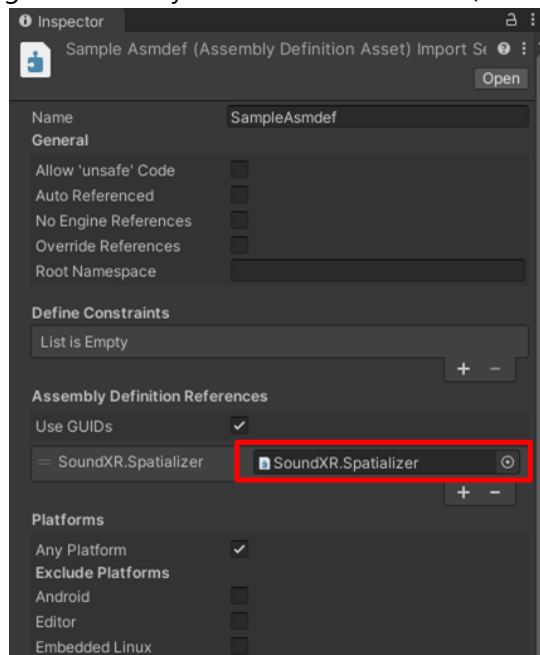 Inspector
Sample Asmdef (Assembly Definition Asset) Import Se
Open
Name SampleAsmdef
General
Allow 'unsafe' Code
Auto Referenced
No Engine References
Override References
Root Namespace
Define Constraints
List is Empty
+ -
Assembly Definition References
Use GUIDs
= SoundXR.Spatializer SoundXR.Spatializer
+ -
Platforms
Any Platform
Exclude Platforms
Android
Editor
Embedded Linux